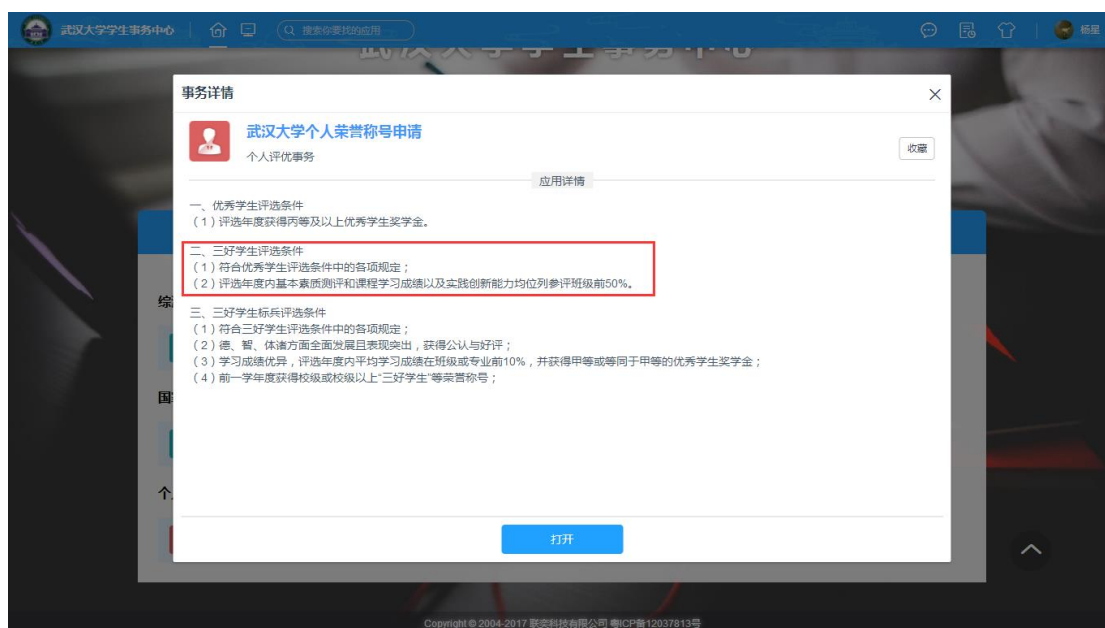 武汉大学学生事务中心
搜索你要找的应用
杨星
武汉大学学生事务中心
事务详情
武汉大学个人荣誉称号申请
个人评优事务
收藏
应用详情
一、优秀学生评选条件
(1)评选年度获得丙等及以上优秀学生奖学金。
二、三好学生评选条件
(1)符合优秀学生评选条件中的各项规定;
(2)评选年度内基本素质测评和课程学习成绩以及实践创新能力均位列参评班级前50%。
三、三好学生标兵评选条件
(1)符合三好学生评选条件中的各项规定;
(2)德、智、体诸方面全面发展且表现突出,获得公认与好评;
(3)学习成绩优异,评选年度内平均学习成绩在班级或专业前10%,并获得甲等或等同于甲等的优秀学生奖学金;
(4)前一学年度获得校级或校级以上“三好学生”等荣誉称号;
综
国
个
打开
Copyright © 2004-2017 联奕科技有限公司 粤ICP备12037813号